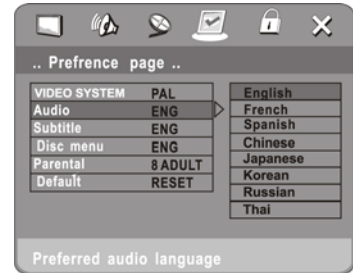 .. Prefrence page ..
VIDEO SYSTEM PAL
Audio ENG
Subtitle ENG
Disc menu ENG
Parental 8 ADULT
Default RESET
English
French
Spanish
Chinese
Japanese
Korean
Russian
Thai
Preferred audio language